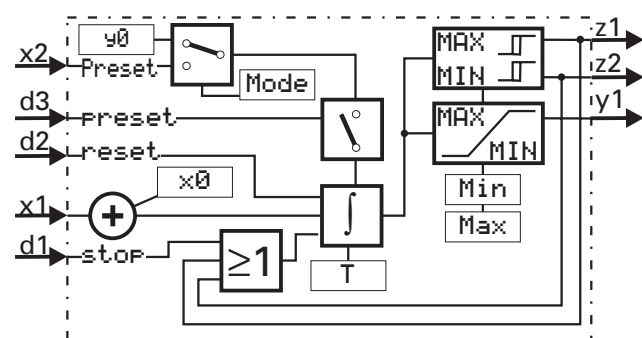 y0
x2
Preset
Mode
d3
preset
d2
reset
x0
x1
d1
stop
≥1
∫
T
MAX
MIN
MAX
MIN
Min
Max
z1
z2
y1